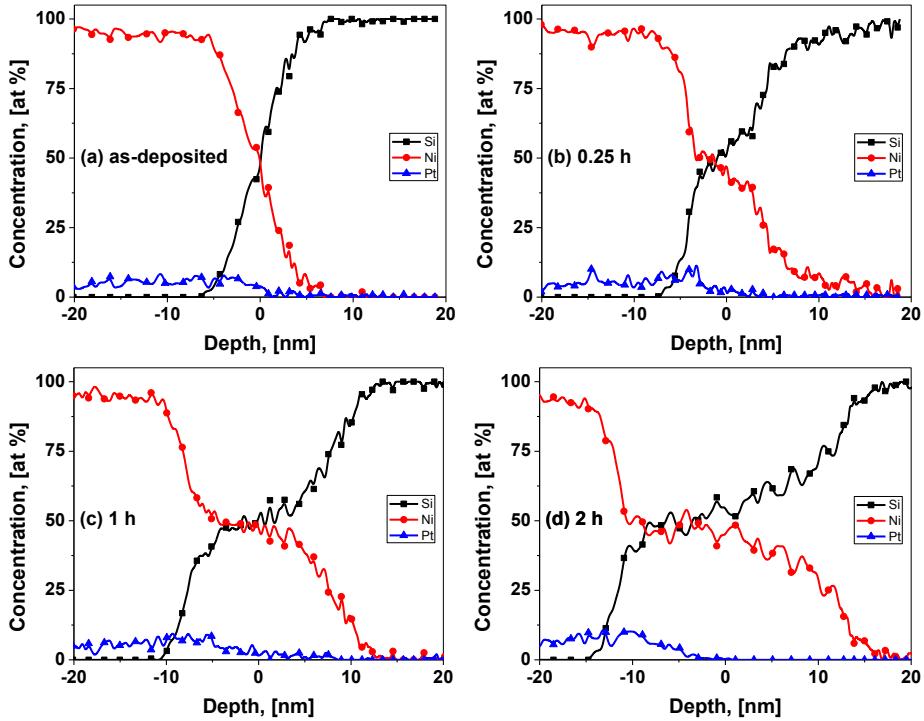 100
75
50
25
0
Concentration, [at %]
(a) as-deposited
Si
Ni
Pt
-20
-10
0
10
20
Depth, [nm]
100
75
50
25
0
Concentration, [at %]
(b) 0.25 h
Si
Ni
Pt
-20
-10
0
10
20
Depth, [nm]
100
75
50
25
0
Concentration, [at %]
(c) 1 h
Si
Ni
Pt
-20
-10
0
10
20
Depth, [nm]
100
75
50
25
0
Concentration, [at %]
(d) 2 h
Si
Ni
Pt
-20
-10
0
10
20
Depth, [nm]